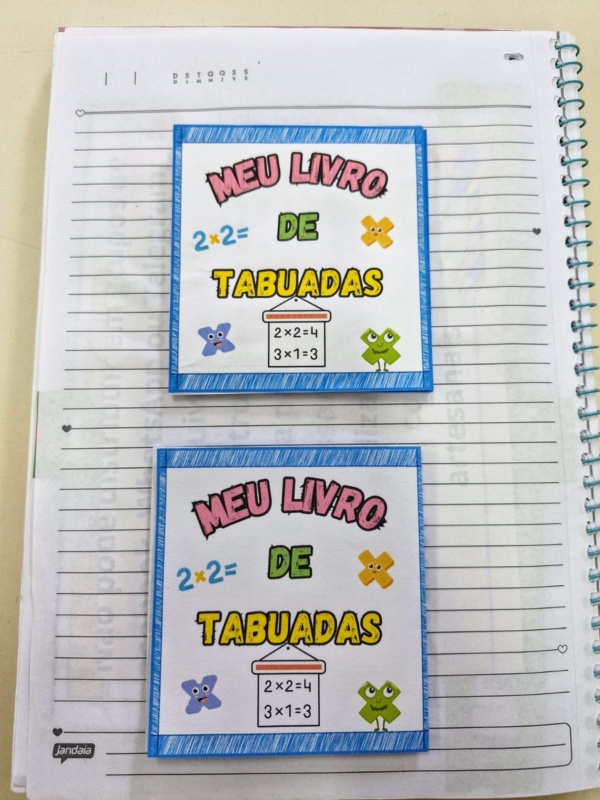 D S T Q Q S S
D L M M J V S
MEU LIVRO
2×2= DE
TABUADAS
2×2=4
3×1=3
MEU LIVRO
2×2= DE
TABUADAS
2×2=4
3×1=3
jandaia